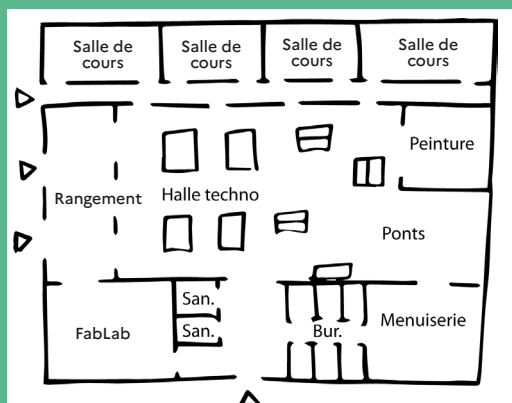 Salle de
cours
Salle de
cours
Salle de
cours
Salle de
cours
Peinture
Rangement
Halle techno
Ponts
San.
San.
FabLab
Bur.
Menuiserie